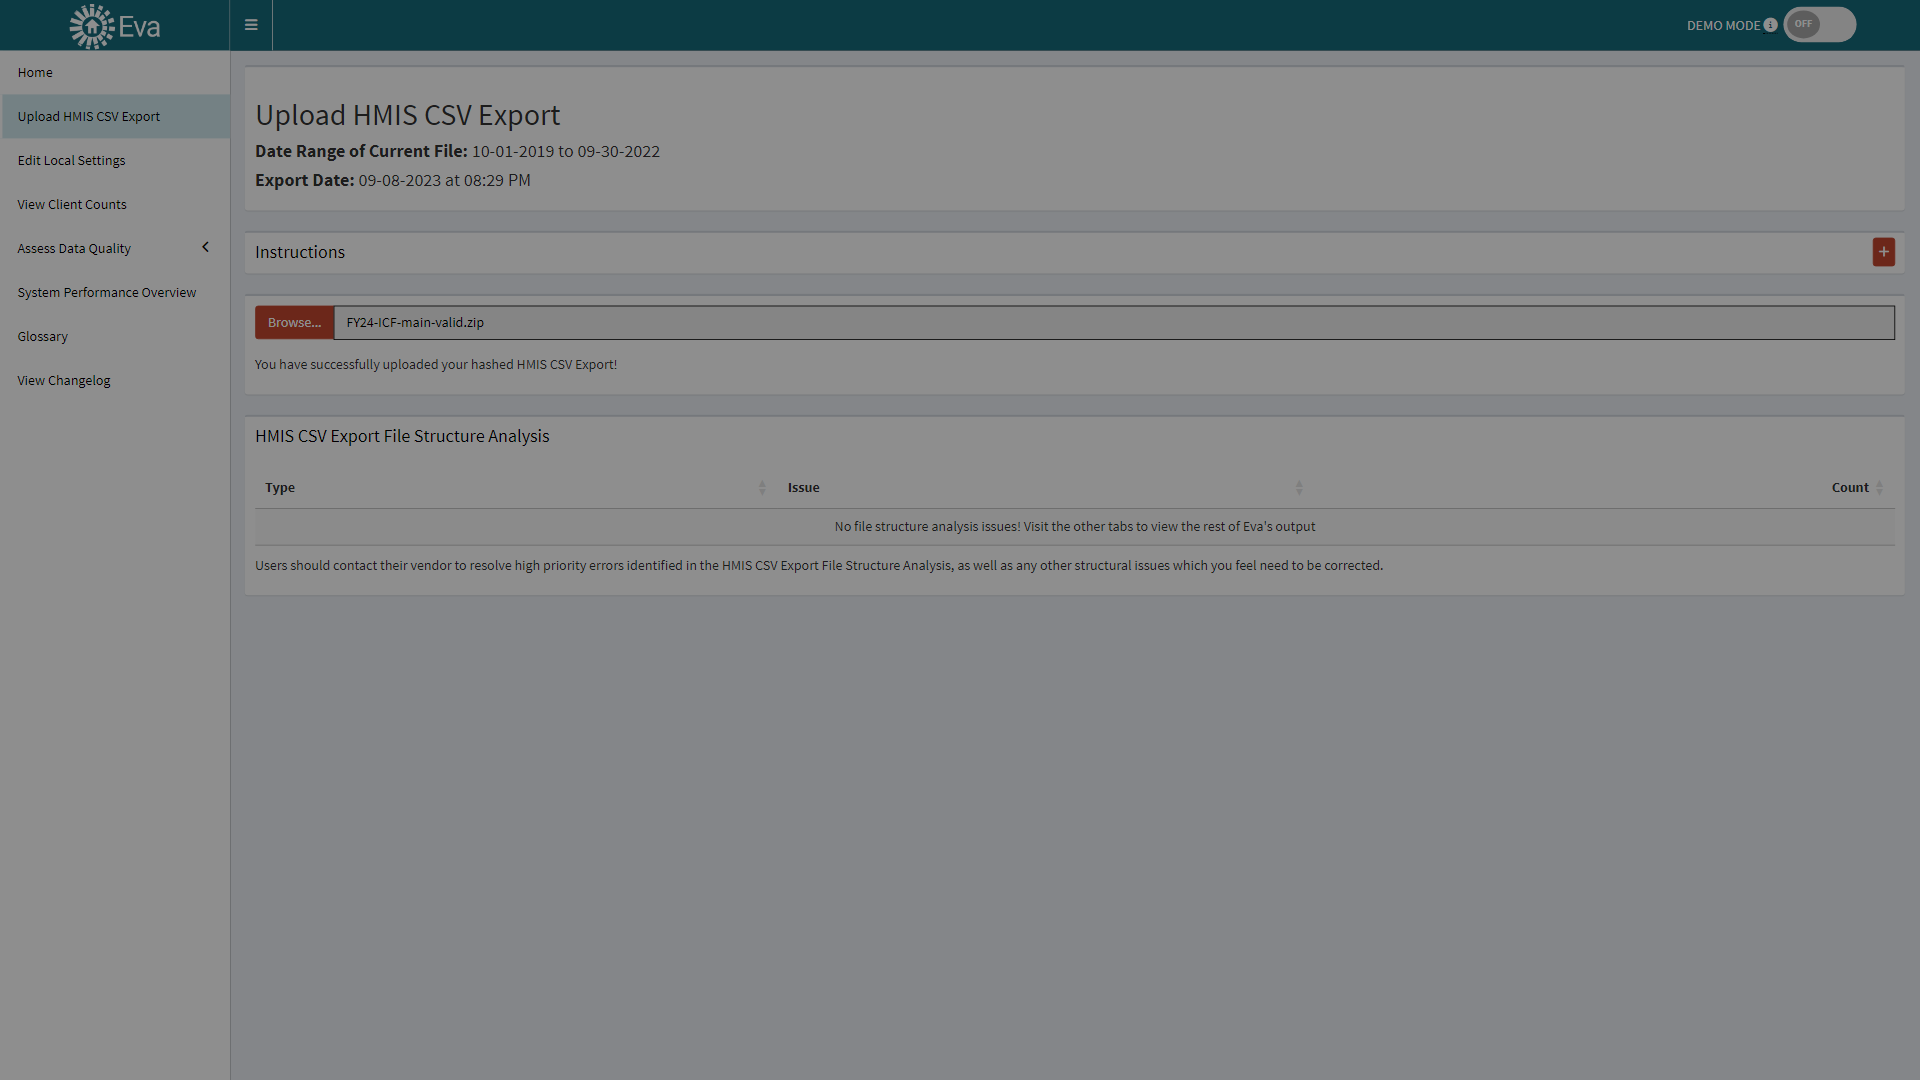 Eva
DEMO MODE
OFF
Home
Upload HMIS CSV Export
Edit Local Settings
View Client Counts
Assess Data Quality
System Performance Overview
Glossary
View Changelog
Upload HMIS CSV Export
Date Range of Current File: 10-01-2019 to 09-30-2022
Export Date: 09-08-2023 at 08:29 PM
Instructions
Browse...
FY24-ICF-main-valid.zip
You have successfully uploaded your hashed HMIS CSV Export!
HMIS CSV Export File Structure Analysis
Type Issue Count
No file structure analysis issues! Visit the other tabs to view the rest of Eva's output
Users should contact their vendor to resolve high priority errors identified in the HMIS CSV Export File Structure Analysis, as well as any other structural issues which you feel need to be corrected.